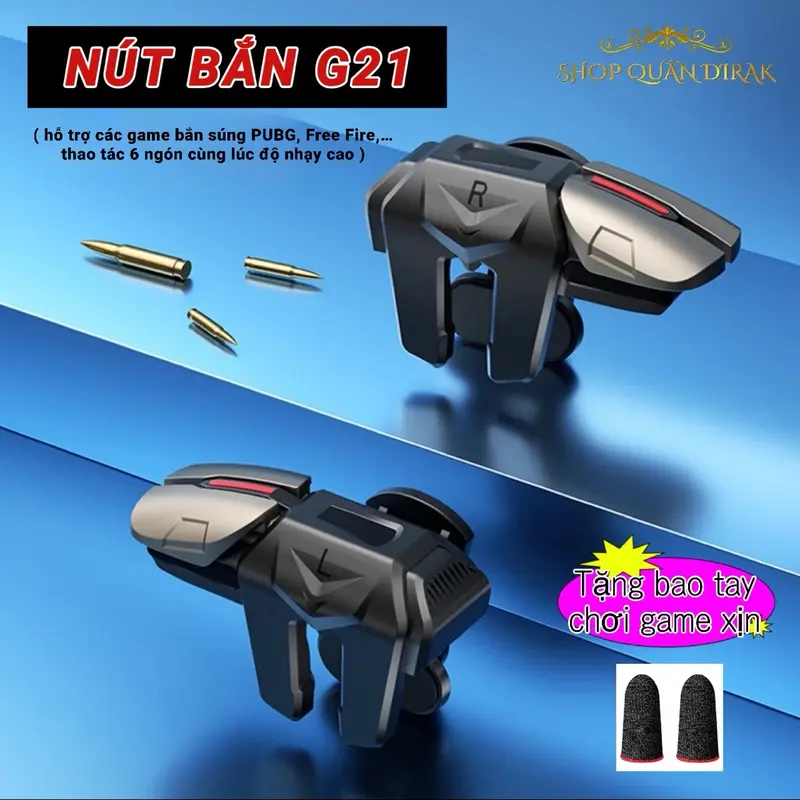 NÚT BẮN G21
SHOP QUÂN DIRAK
( hỗ trợ các game bắn súng PUBG, Free Fire,...
thao tác 6 ngón cùng lúc độ nhạy cao )
R
L
Tặng bao tay
chơi game xịn